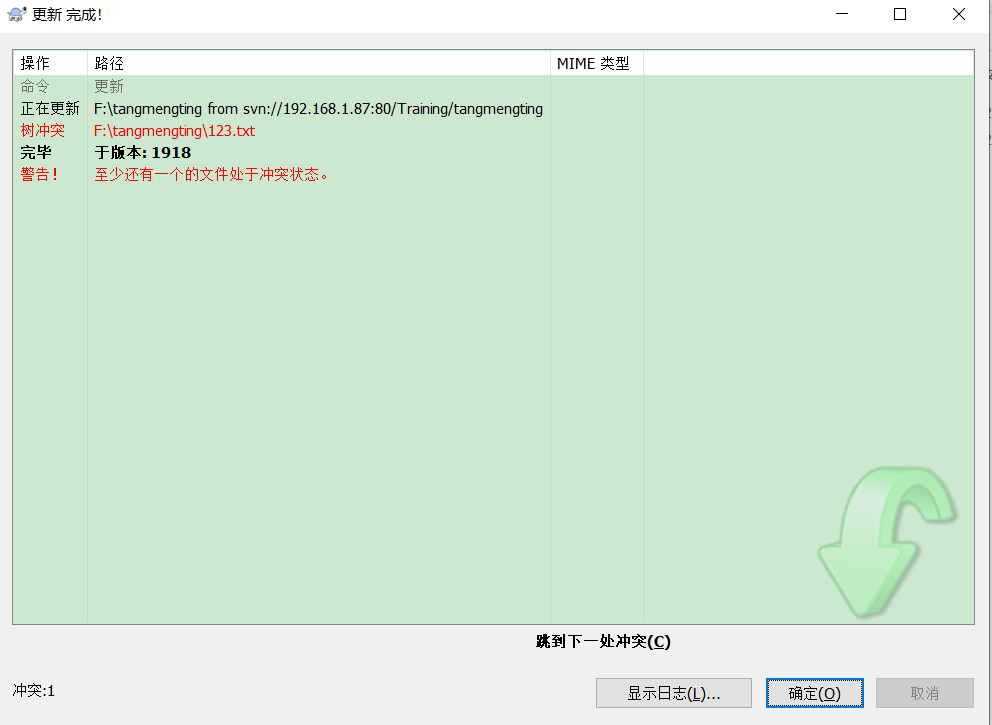 更新 完成!
操作 路径 MIME 类型
命令 更新
正在更新 F:\tangmengting from svn://192.168.1.87:80/Training/tangmengting
树冲突 F:\tangmengting\123.txt
完毕 于版本: 1918
警告! 至少还有一个的文件处于冲突状态。
跳到下一处冲突(C)
冲突:1
显示日志(L)... 确定(O) 取消